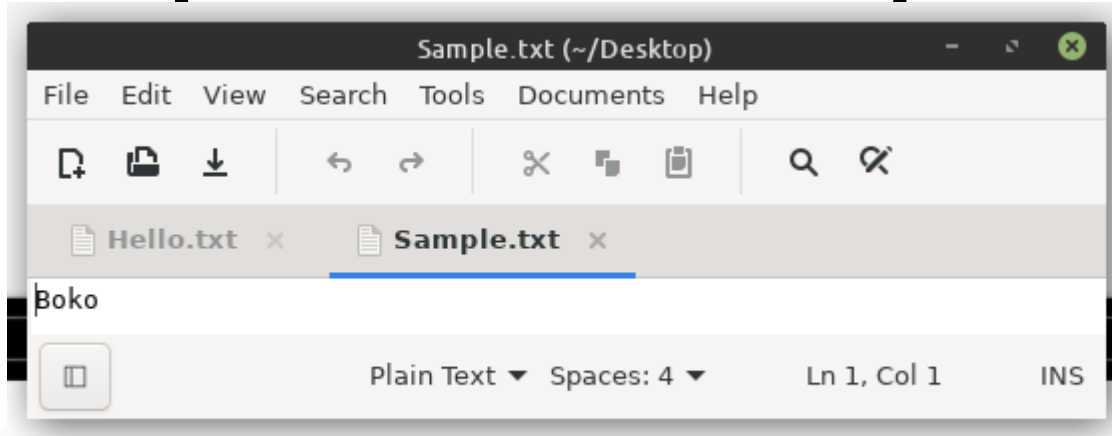 Sample.txt (~/Desktop)
File Edit View Search Tools Documents Help
Hello.txt Sample.txt
Boko
Plain Text Spaces: 4 Ln 1, Col 1 INS